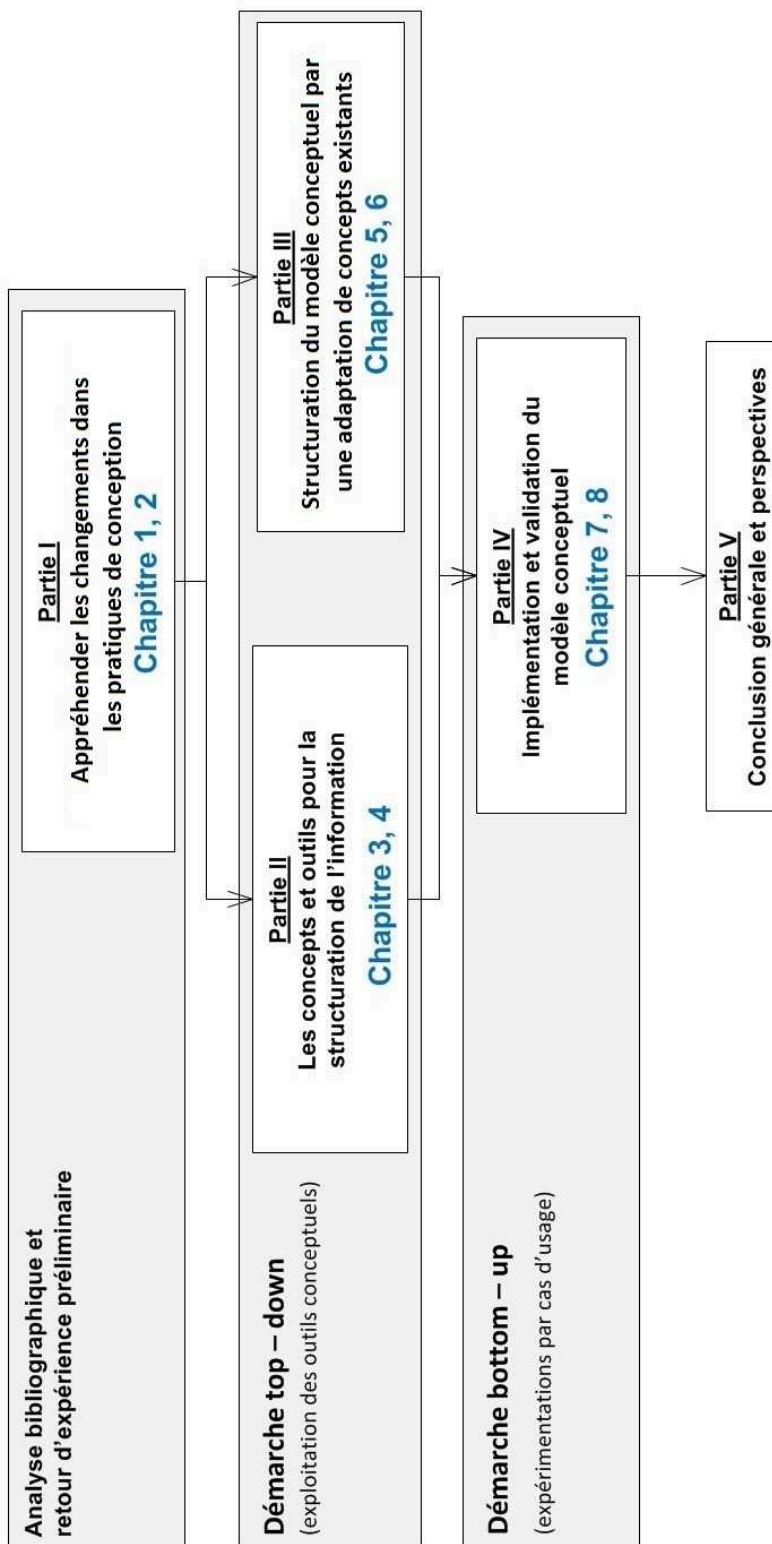 Analyse bibliographique et
retour d'expérience préliminaire
Partie I
Appréhender les changements dans
les pratiques de conception
Chapitre 1, 2
Démarche top – down
(exploitation des outils conceptuels)
Partie II
Les concepts et outils pour la
structuration de l'information
Chapitre 3, 4
Partie III
Structuration du modèle conceptuel par
une adaptation de concepts existants
Chapitre 5, 6
Démarche bottom – up
(expérimentations par cas d'usage)
Partie IV
Implémentation et validation du
modèle conceptuel
Chapitre 7, 8
Partie V
Conclusion générale et perspectives